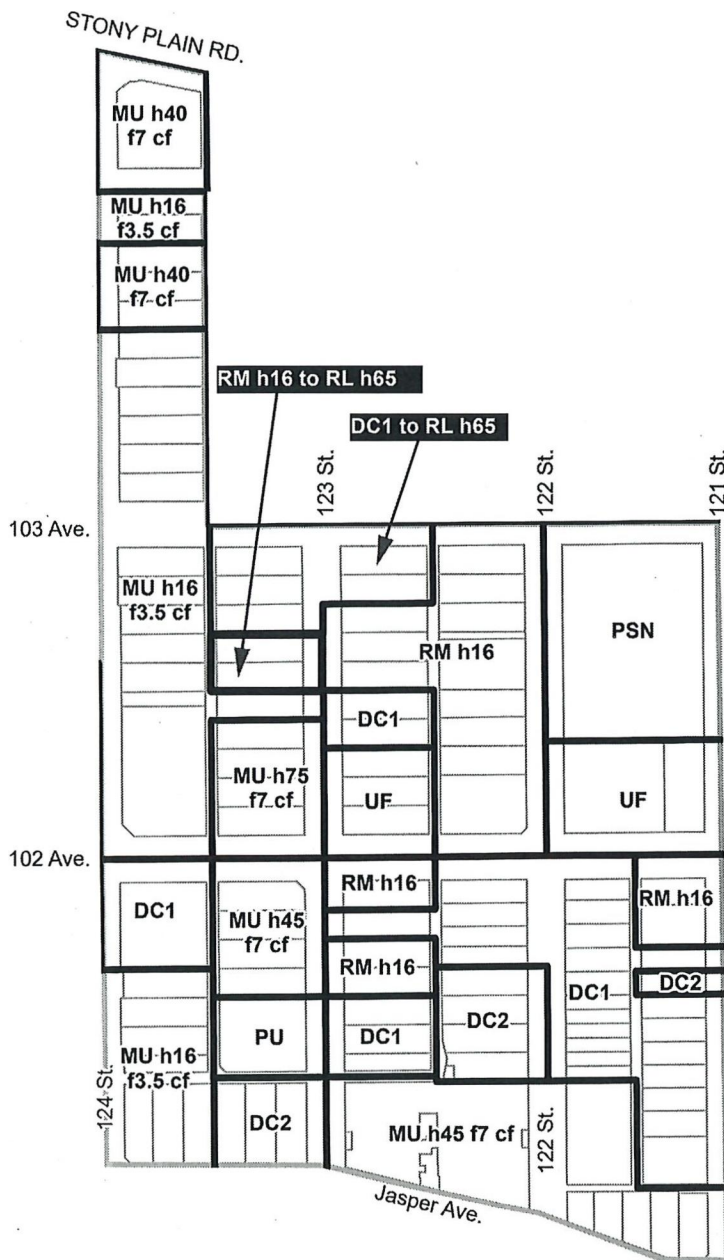 STONY PLAIN RD.
MU h40
f7 cf
MU h16
f3.5 cf
MU h40
f7 cf
RM h16 to RL h65
DC1 to RL h65
123 St.
122 St.
121 St.
103 Ave.
MU h16
f3.5 cf
RM h16
PSN
DC1
MU h75
f7 cf
UF
UF
102 Ave.
DC1
RM h16
RM h16
MU h45
f7 cf
RM h16
DC2
DC1
PU
DC1
DC2
MU h16
f3.5 cf
124 St.
DC2
MU h45 f7 cf
122 St.
Jasper Ave.